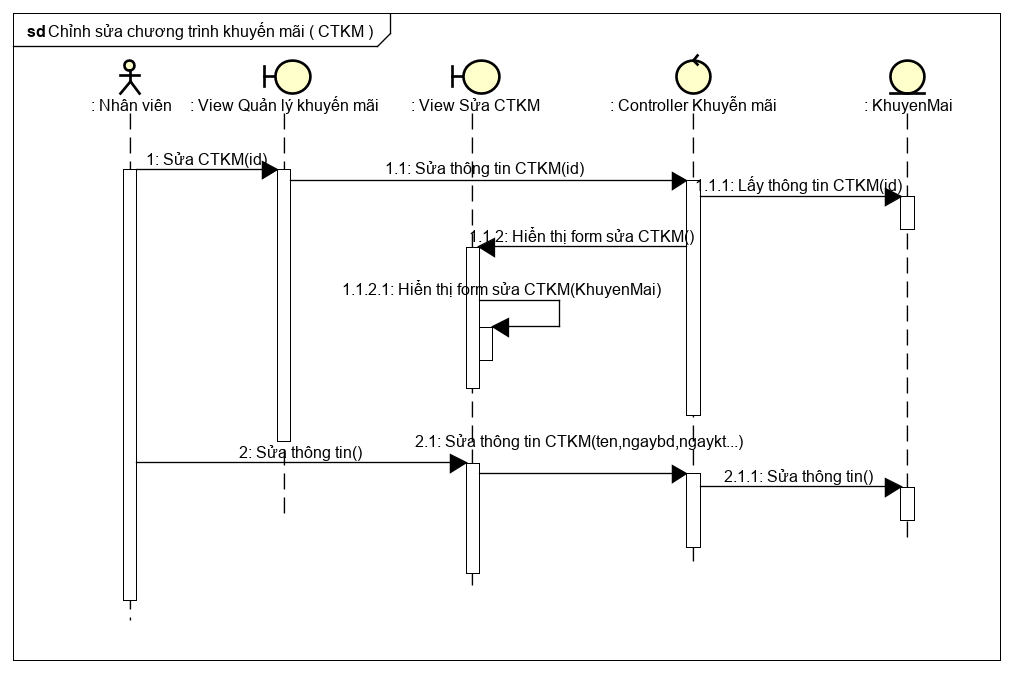 sd Chỉnh sửa chương trình khuyến mãi ( CTKM )
: Nhân viên
: View Quản lý khuyến mãi
: View Sửa CTKM
: Controller Khuyễn mãi
: KhuyenMai
1: Sửa CTKM(id)
1.1: Sửa thông tin CTKM(id)
1.1.1: Lấy thông tin CTKM(id)
1.1.2: Hiển thị form sửa CTKM()
1.1.2.1: Hiển thị form sửa CTKM(KhuyenMai)
2: Sửa thông tin()
2.1: Sửa thông tin CTKM(ten,ngaybd,ngaykt...)
2.1.1: Sửa thông tin()